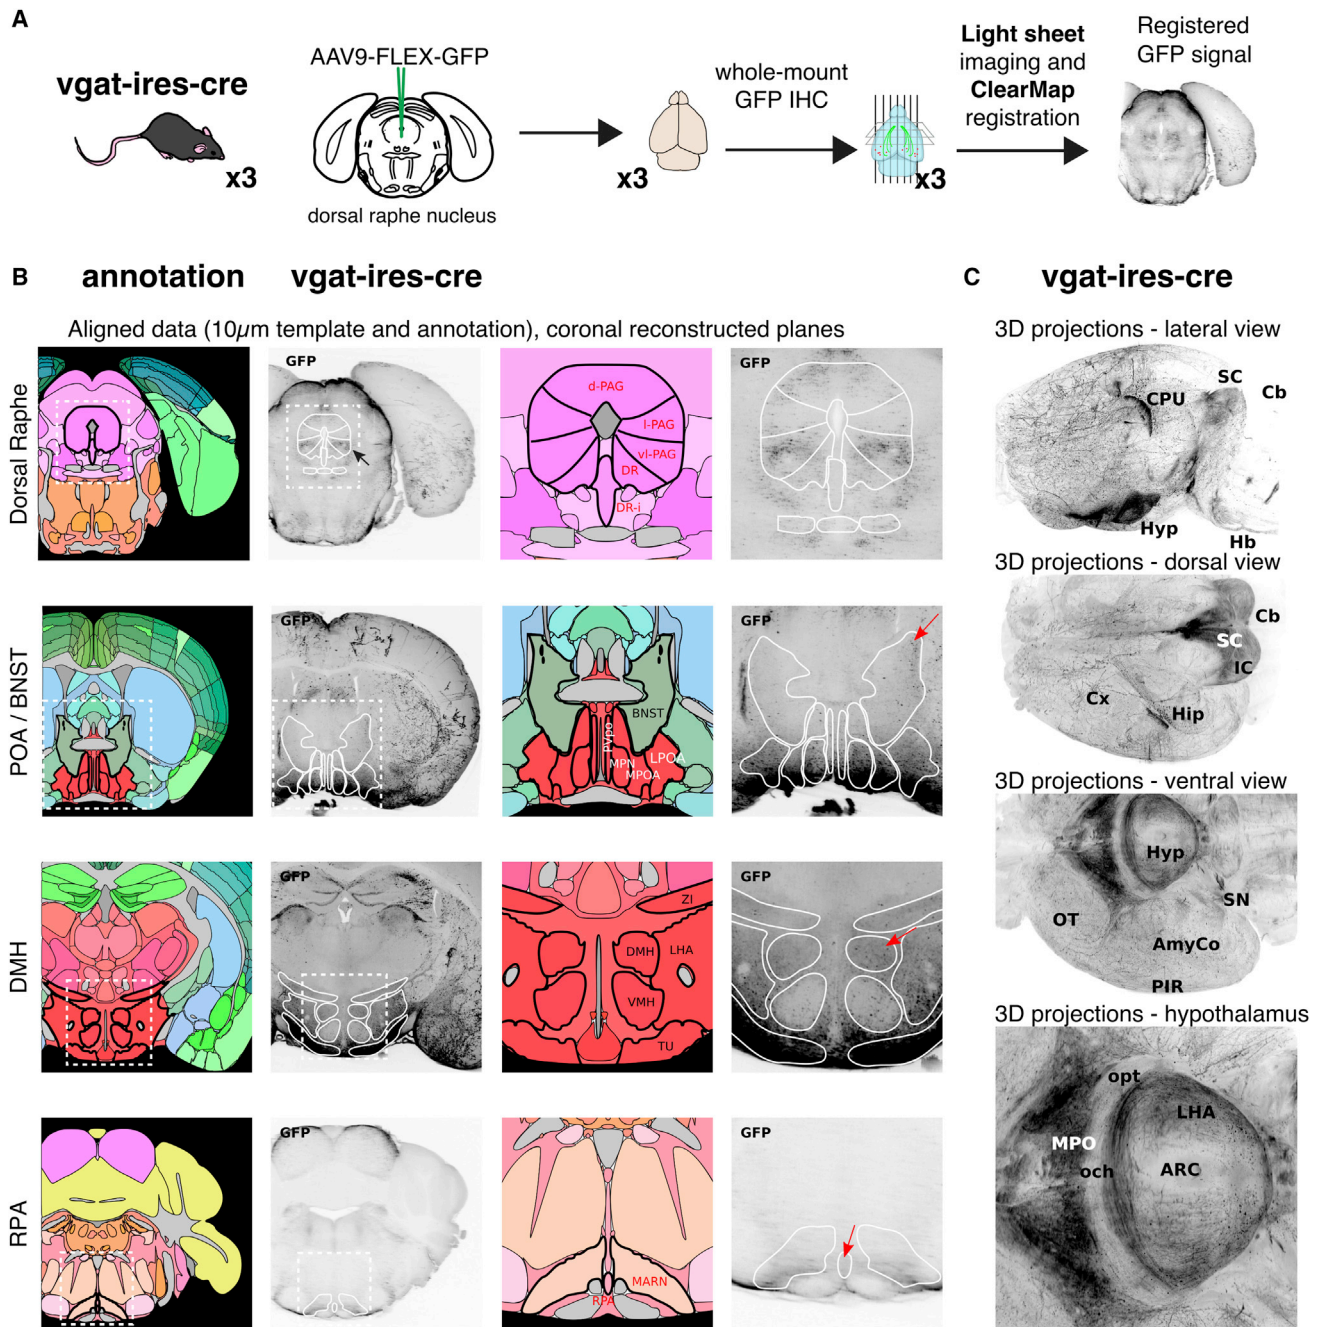 A
vgat-ires-cre
x3
AAV9-FLEX-GFP
dorsal raphe nucleus
x3
whole-mount
GFP IHC
x3
Light sheet
imaging and
ClearMap
registration
Registered
GFP signal
B
annotation
vgat-ires-cre
Aligned data (10µm template and annotation), coronal reconstructed planes
Dorsal Raphe
GFP
d-PAG
l-PAG
vl-PAG
DR
DR-i
GFP
POA / BNST
GFP
BNST
PVpo
MPN
MPOA
LPOA
GFP
DMH
GFP
ZI
DMH
LHA
VMH
TU
GFP
RPA
GFP
MARN
RPA
GFP
C
vgat-ires-cre
3D projections - lateral view
SC
Cb
CPU
Hyp
Hb
3D projections - dorsal view
Cb
SC
IC
Cx
Hip
3D projections - ventral view
Hyp
SN
OT
AmyCo
PIR
3D projections - hypothalamus
opt
LHA
MPO
och
ARC